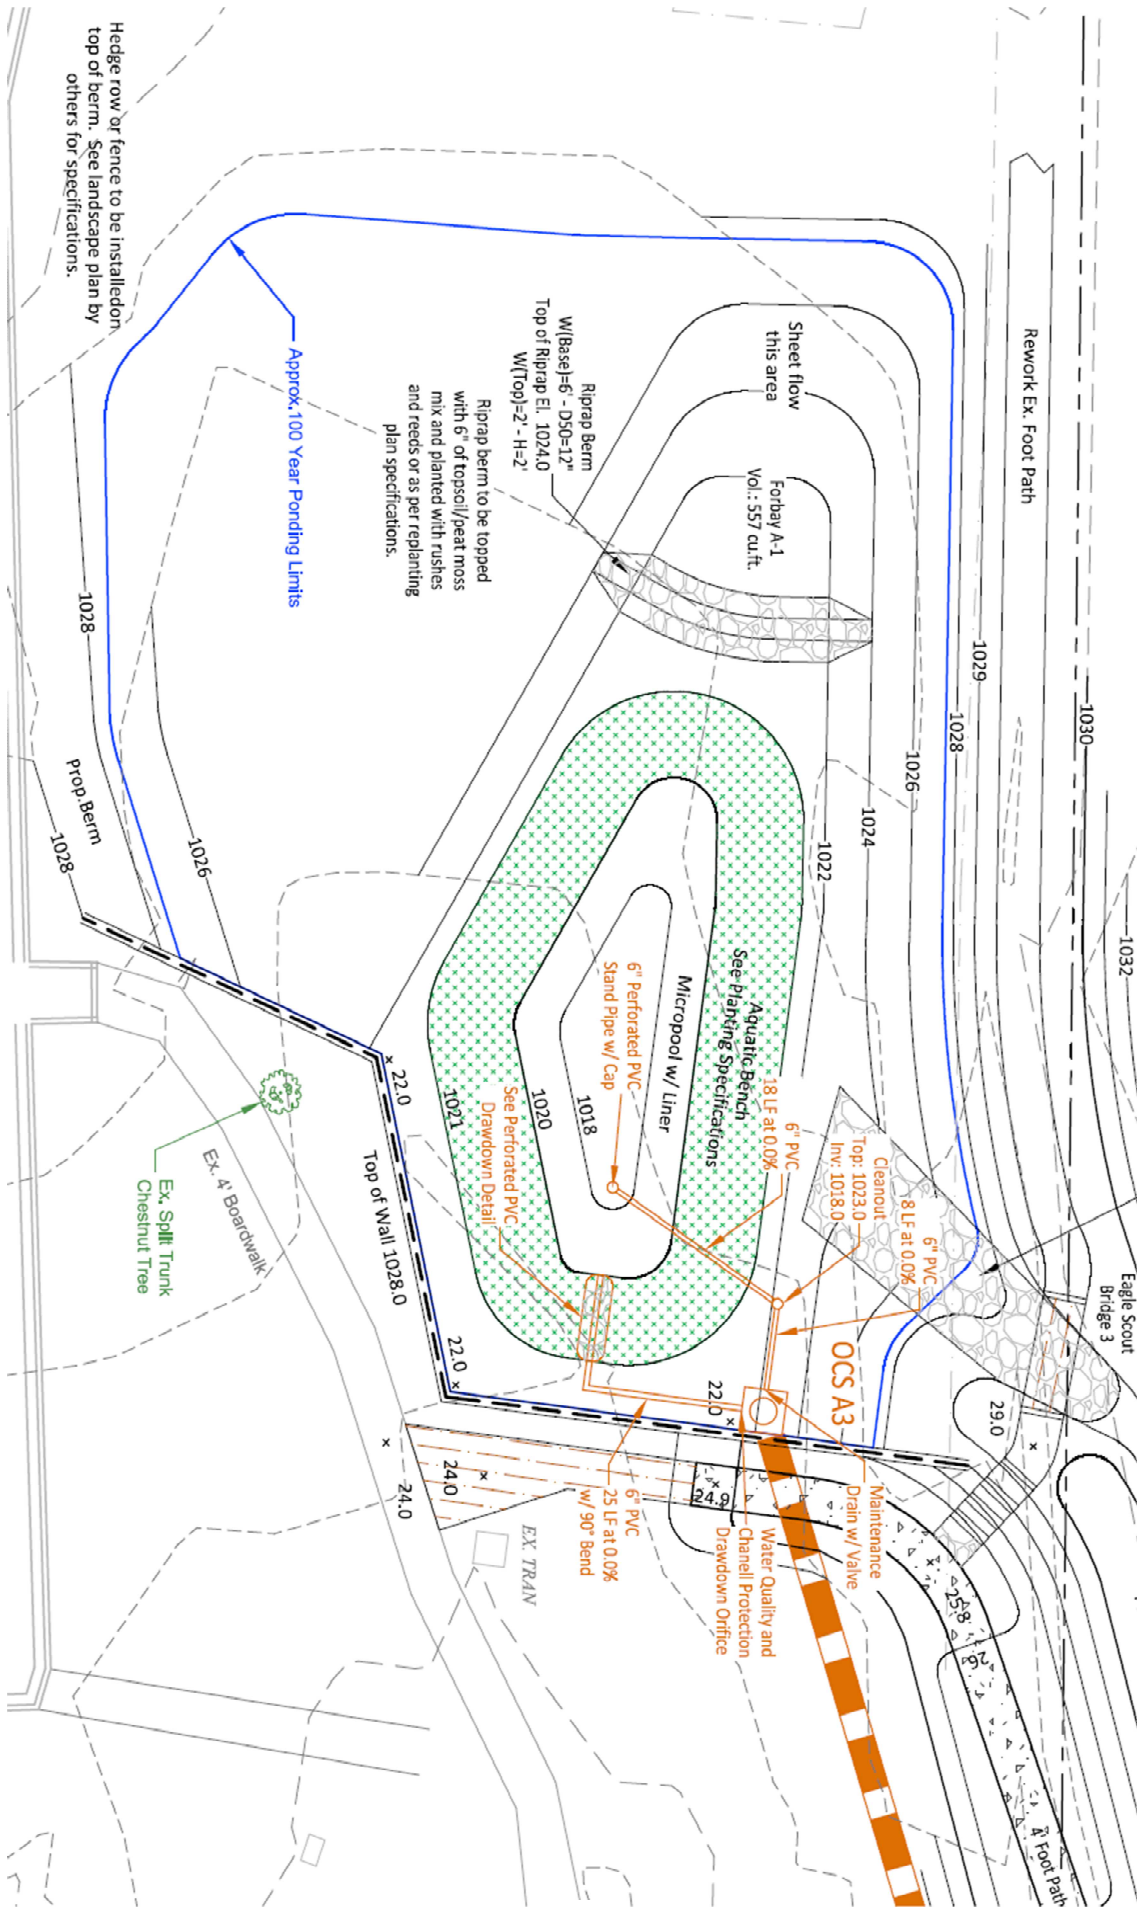 Hedge row or fence to be installedon
top of berm. See landscape plan by
others for specifications.
Approx.100 Year Ponding Limits
Riprap Berm
W(Base)=6' - D50=12"
Top of Riprap El. 1024.0
W(Top)=2' - H=2'
Riprap berm to be topped
with 6" of topsoil/peat moss
mix and planted with rushes
and reeds or as per replanting
plan specifications.
Sheet flow
this area
Forbay A-1
Vol.: 557 cu.ft.
Rework Ex. Foot Path
1028
1026
Prop.Berm
1028
1030
1029
1028
1026
1024
1022
1032
Aquatic Bench
See Planting Specifications
Micropool w/ Liner
6" Perforated PVC
Stand Pipe w/ Cap
1018
1020
1021
See Perforated PVC
Drawdown Detail
6" PVC
18 LF at 0.0%
Cleanout
Top: 1023.0
Inv: 1018.0
6" PVC
8 LF at 0.0%
Eagle Scout
Bridge 3
OCS A3
22.0
Top of Wall 1028.0
22.0
22.0
Ex. 4' Boardwalk
Ex. Split Trunk
Chestnut Tree
29.0
24.0
24.0
24.9
25.8
26
6" PVC
25 LF at 0.0%
w/ 90° Bend
Maintenance
Drain w/ Valve
Water Quality and
Chanell Protection
Drawdown Orifice
EX. TRAN
4 Foot Path